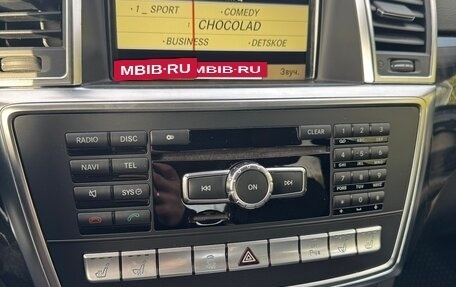 1_ SPORT
COMEDY
CHOCOLAD
BUSINESS
DETSKOE
MBIB-RU
MBIB-RU
Звуч.
RADIO
DISC
CLEAR
1 2 3
NAVI
TEL
4 5 6
SYS
ON
7 8 9
* 0 #